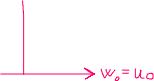 w₀ = u₀